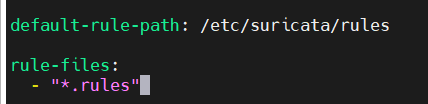 default-rule-path: /etc/suricata/rules
rule-files:
- "*.rules"